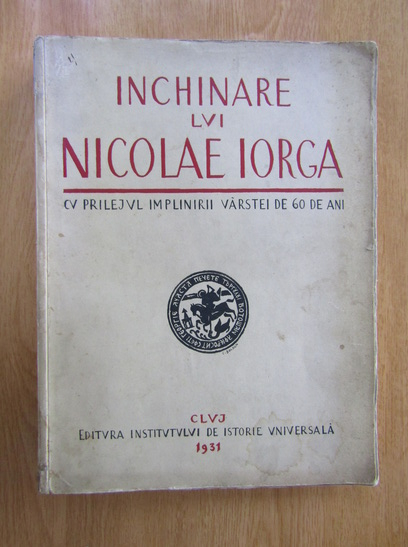 INCHINARE
LVI
NICOLAE IORGA
CV PRILEJVL IMPLINIRII VÂRSTEI DE 60 DE ANI
CLVJ
EDITVRA INSTITVTVLVI DE ISTORIE VNIVERSALĂ
1931